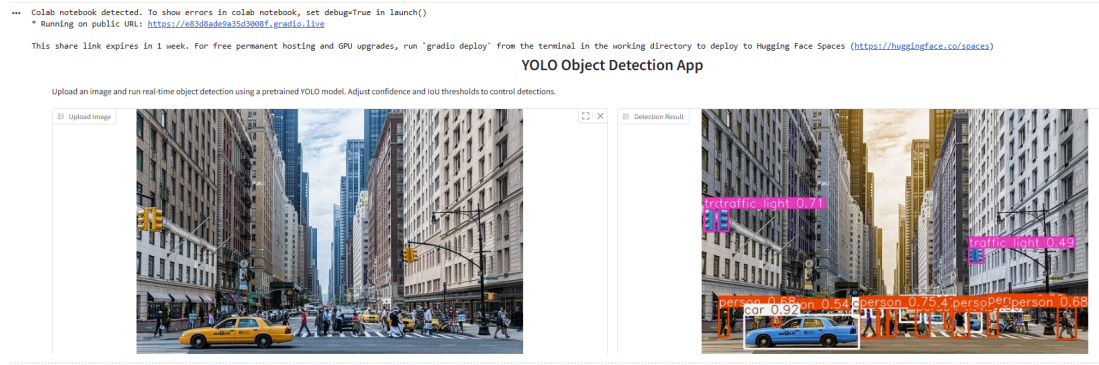 Colab notebook detected. To show errors in colab notebook, set debug=True in launch()
* Running on public URL: https://e83d8ade9a35d3008f.gradio.live
This share link expires in 1 week. For free permanent hosting and GPU upgrades, run `gradio deploy` from the terminal in the working directory to deploy to Hugging Face Spaces (https://huggingface.co/spaces)
YOLO Object Detection App
Upload an image and run real-time object detection using a pretrained YOLO model. Adjust confidence and IoU thresholds to control detections.
Upload Image
Detection Result
traffic light 0.71
traffic light 0.49
person 0.68
on 0.54
person 0.75
person 0.68
car 0.92